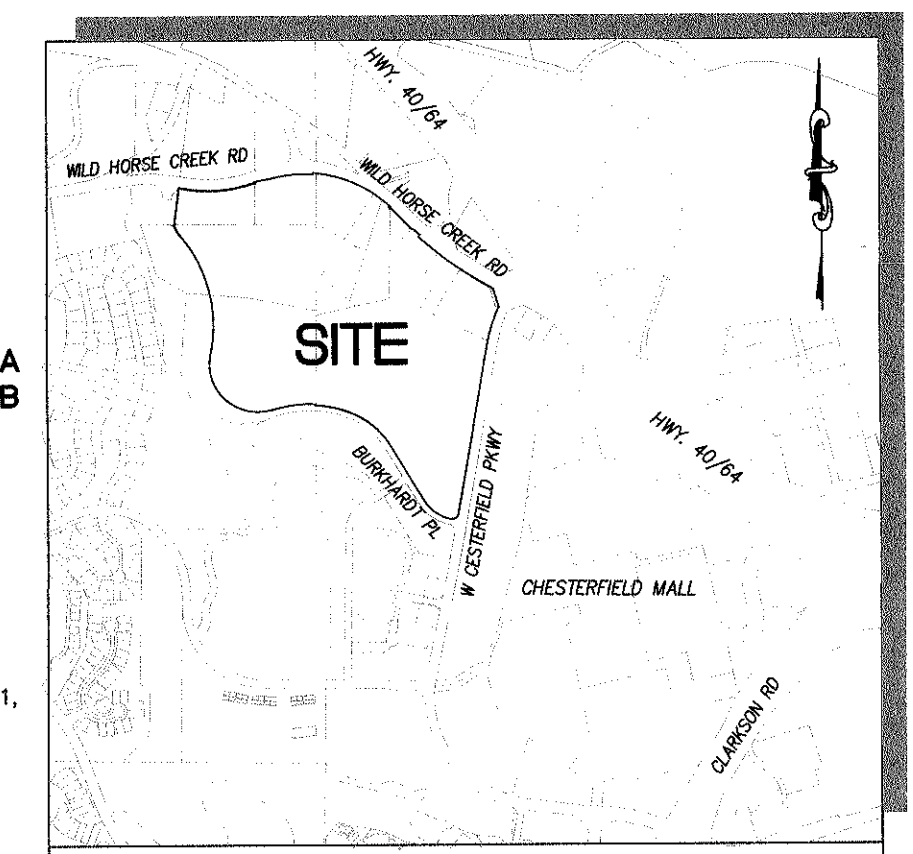 HWY. 40/64
WILD HORSE CREEK RD
WILD HORSE CREEK RD
SITE
A
B
HWY. 40/64
BURKHARDT PL
W CESTERFIELD PKWY
CHESTERFIELD MALL
1,
CLARKSON RD